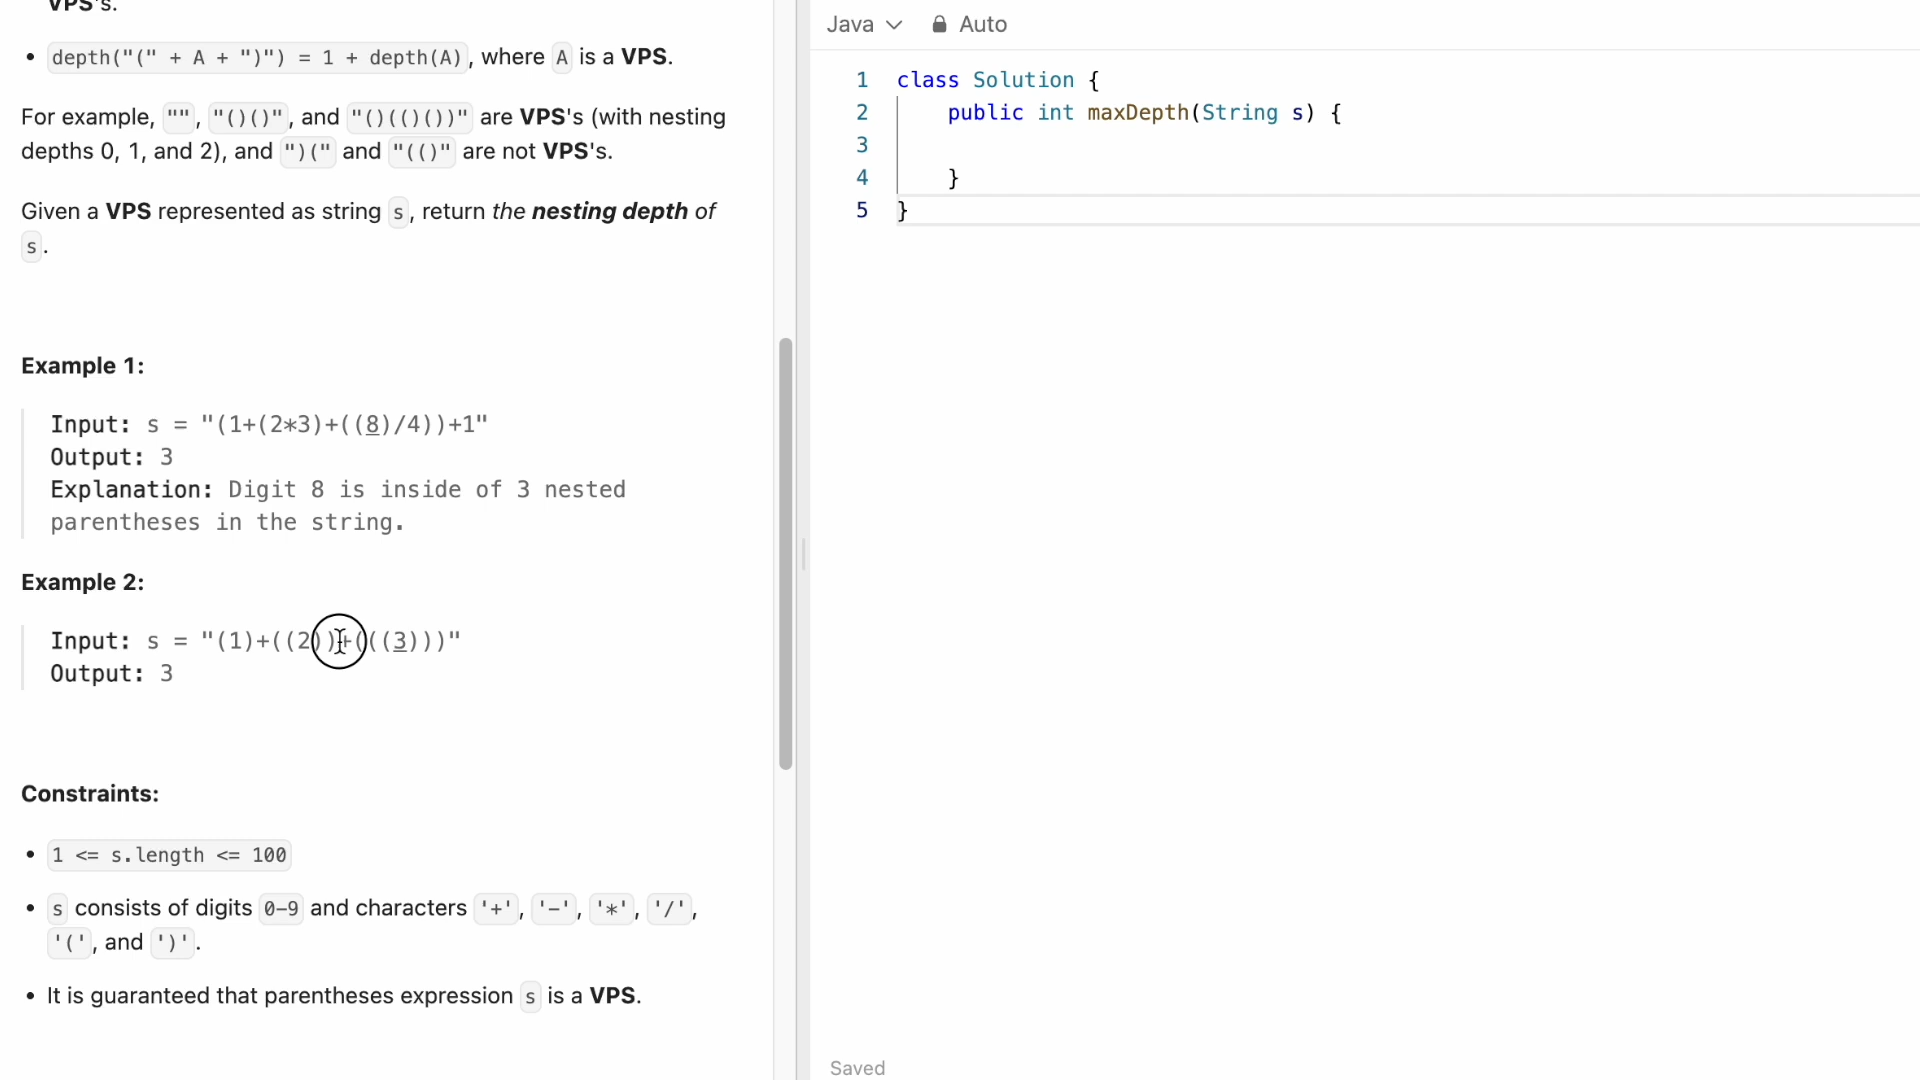 VPS's.
• depth("(" + A + ")") = 1 + depth(A), where A is a VPS.
For example, "", "()()", and "()(()())" are VPS's (with nesting
depths 0, 1, and 2), and ")(" and "(()" are not VPS's.
Given a VPS represented as string s, return the nesting depth of
s.
Example 1:
Input: s = "(1+(2*3)+((8)/4))+1"
Output: 3
Explanation: Digit 8 is inside of 3 nested
parentheses in the string.
Example 2:
Input: s = "(1)+((2))+(((3)))"
Output: 3
Constraints:
• 1 <= s.length <= 100
• s consists of digits 0-9 and characters '+', '-', '*', '/',
'(', and ')'.
• It is guaranteed that parentheses expression s is a VPS.
Java Auto
1 class Solution {
2 public int maxDepth(String s) {
3
4 }
5 }
Saved